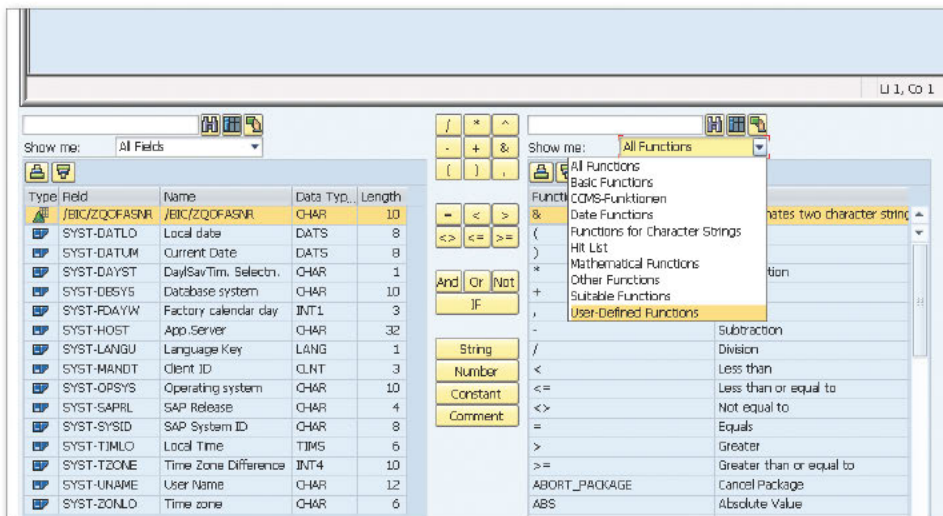 Li 1, Co 1
Show me: All Fields
Type Field Name Data Typ... Length
/BIC/ZQOFASNR /BIC/ZQOFASNR CHAR 10
SYST-DATLO Local date DATS 8
SYST-DATUM Current Date DATS 8
SYST-DAYST DaylSavTim. Selectn. CHAR 1
SYST-DBSYS Database system CHAR 10
SYST-FDAYW Factory calendar day INT1 3
SYST-HOST App.Server CHAR 32
SYST-LANGU Language Key LANG 1
SYST-MANDT Client ID CLNT 3
SYST-OPSYS Operating system CHAR 10
SYST-SAPRL SAP Release CHAR 4
SYST-SYSID SAP System ID CHAR 8
SYST-TIMLO Local Time TIMS 6
SYST-TZONE Time Zone Difference INT4 10
SYST-UNAME User Name CHAR 12
SYST-ZONLO Time zone CHAR 6
/ * ^
- + &
( ) ,
= < >
<> <= >=
And Or Not
IF
String
Number
Constant
Comment
Show me: All Functions
All Functions
Basic Functions
CCMS-Funktionen
Date Functions
Functions for Character Strings
Hit List
Mathematical Functions
Other Functions
Suitable Functions
User-Defined Functions
Functi
& nates two character string
(
)
* tion
+
,
- Subtraction
/ Division
< Less than
<= Less than or equal to
<> Not equal to
= Equals
> Greater
>= Greater than or equal to
ABORT_PACKAGE Cancel Package
ABS Absolute Value